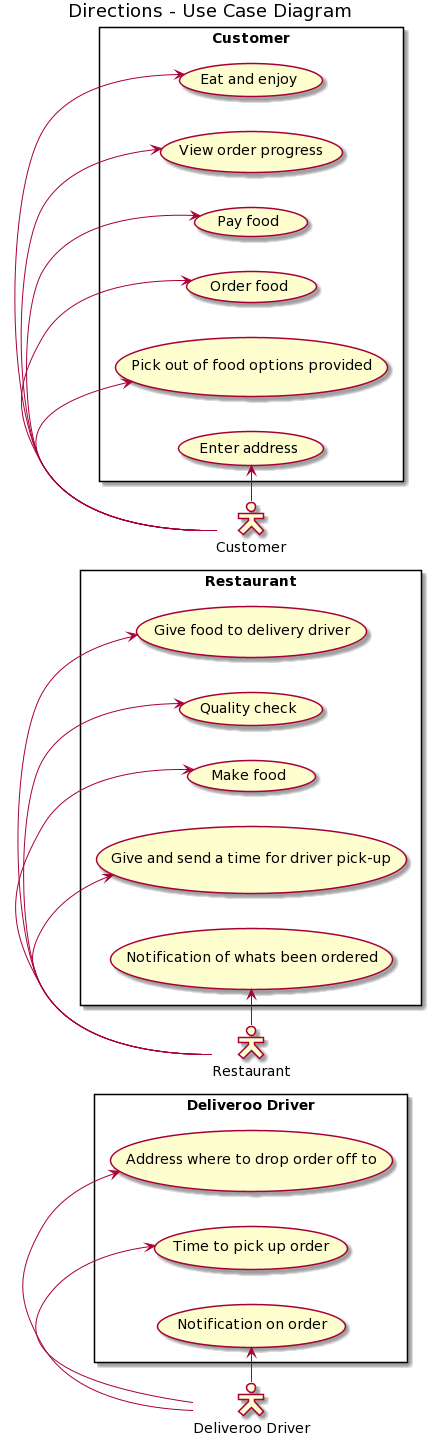 Directions - Use Case Diagram
Customer
Eat and enjoy
View order progress
Pay food
Order food
Pick out of food options provided
Enter address
Customer
Restaurant
Give food to delivery driver
Quality check
Make food
Give and send a time for driver pick-up
Notification of whats been ordered
Restaurant
Deliveroo Driver
Address where to drop order off to
Time to pick up order
Notification on order
Deliveroo Driver